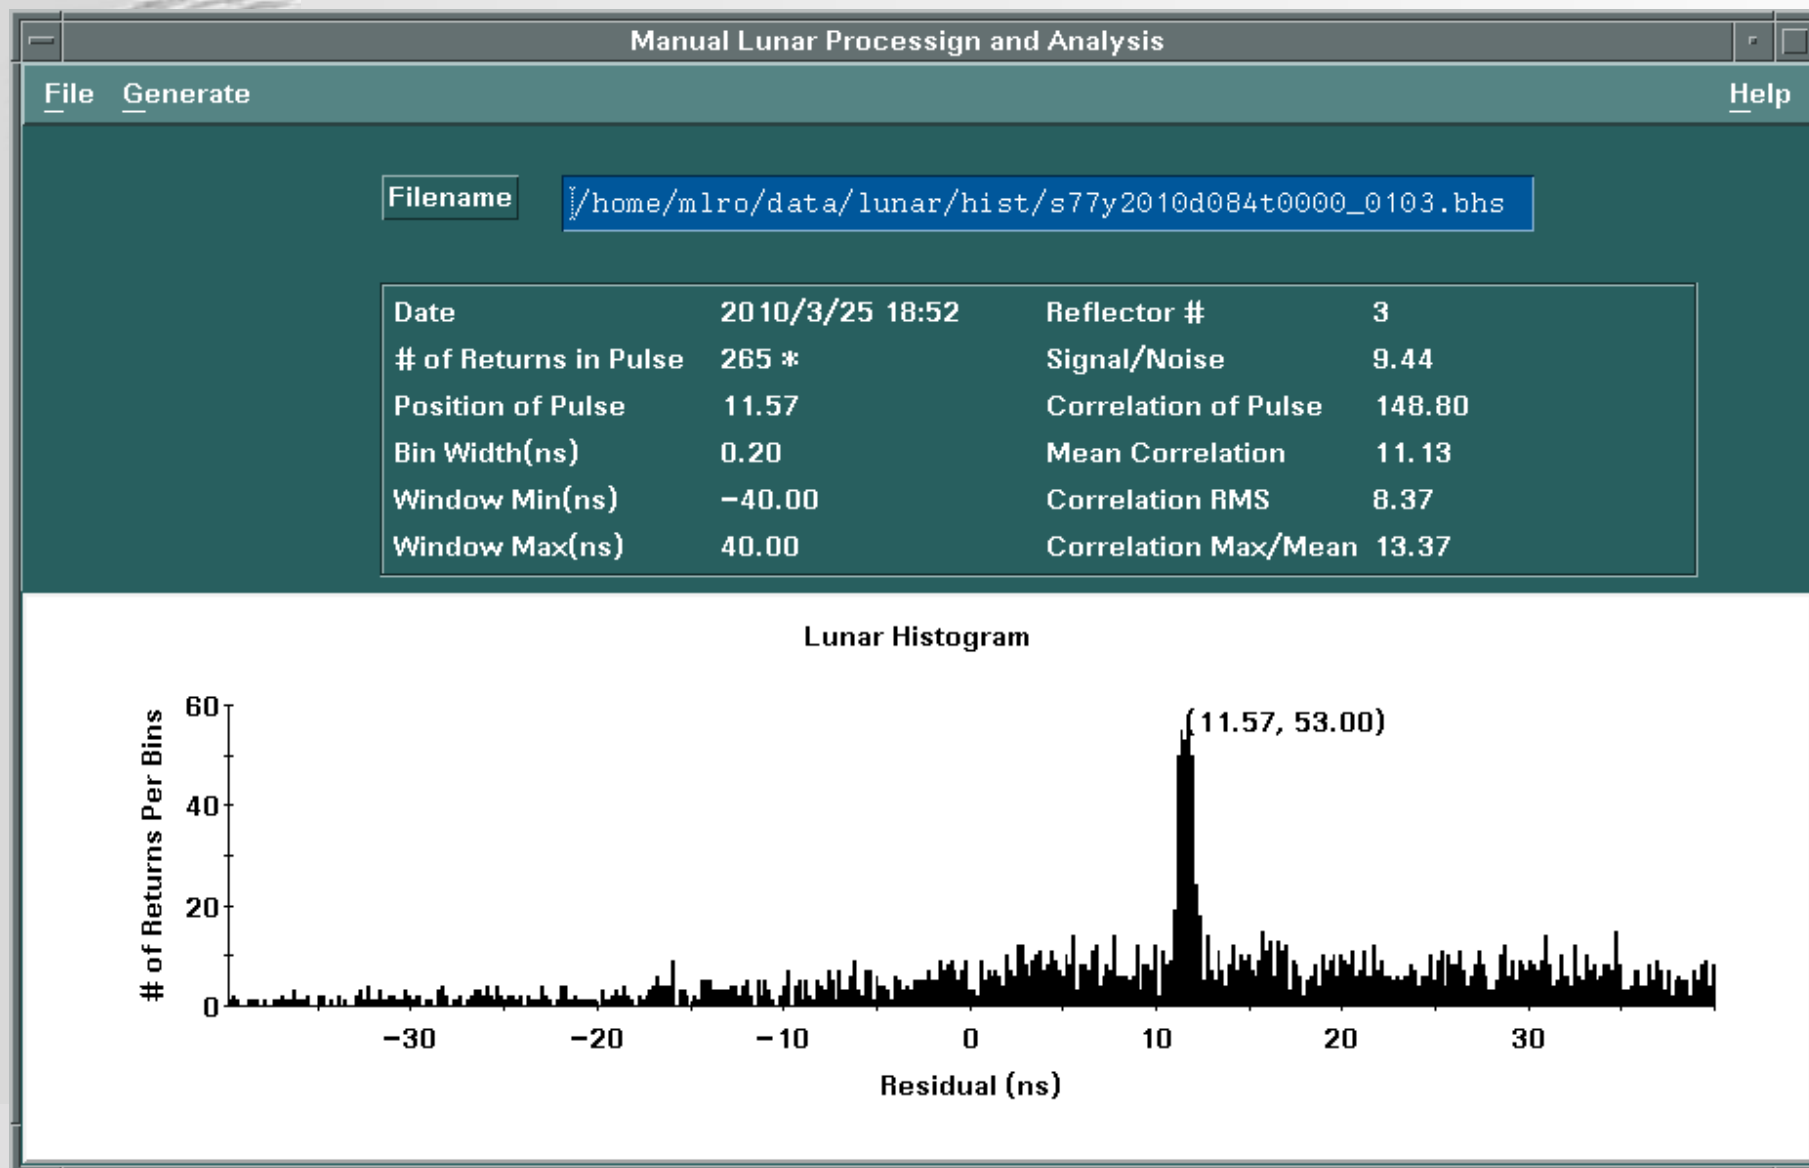 Manual Lunar Processign and Analysis
File Generate Help
Filename /home/mlro/data/lunar/hist/s77y2010d084t0000_0103.bhs
Date 2010/3/25 18:52 Reflector # 3
# of Returns in Pulse 265 * Signal/Noise 9.44
Position of Pulse 11.57 Correlation of Pulse 148.80
Bin Width(ns) 0.20 Mean Correlation 11.13
Window Min(ns) −40.00 Correlation RMS 8.37
Window Max(ns) 40.00 Correlation Max/Mean 13.37
Lunar Histogram
# of Returns Per Bins
60
40
20
0
(11.57, 53.00)
−30 −20 −10 0 10 20 30
Residual (ns)